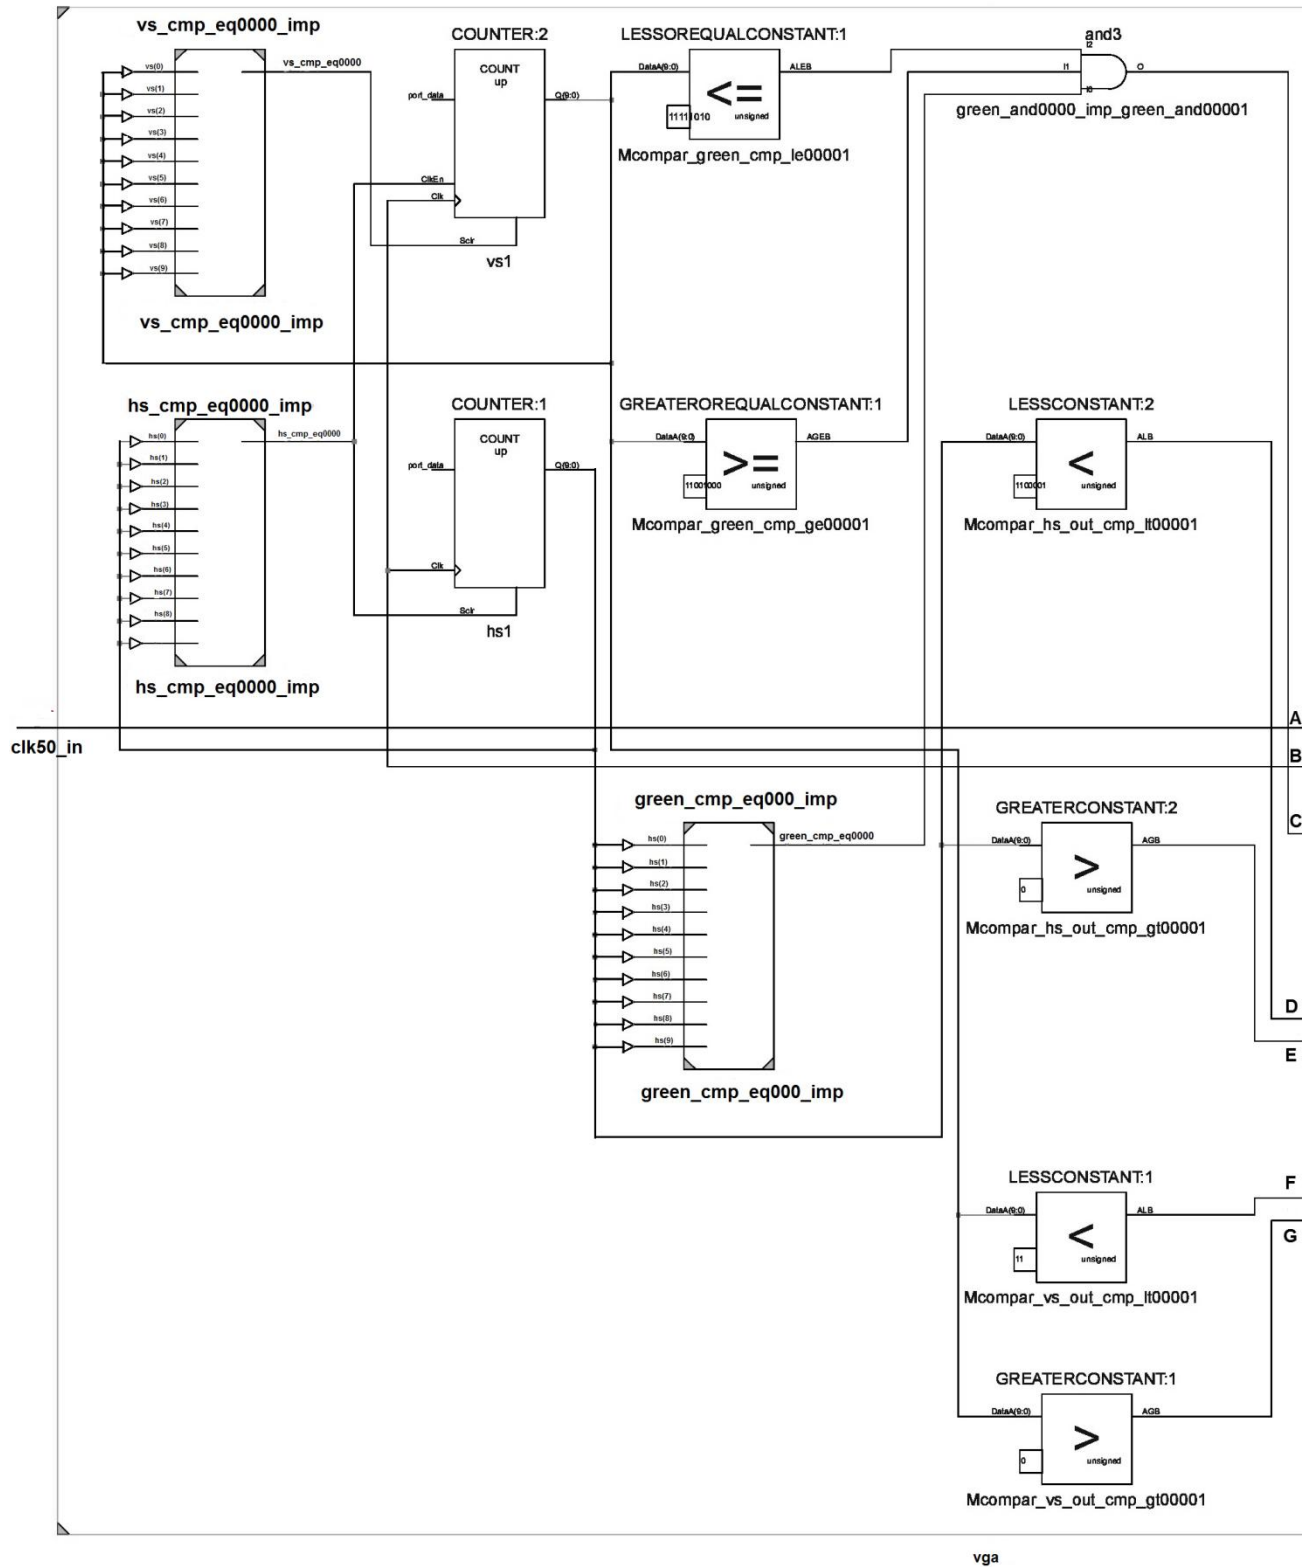 vs_cmp_eq0000_imp
vs(0)
vs(1)
vs(2)
vs(3)
vs(4)
vs(5)
vs(6)
vs(7)
vs(8)
vs(9)
vs_cmp_eq0000
vs_cmp_eq0000_imp
COUNTER:2
COUNT
up
port_data
Q(9:0)
ClkEn
Clk
Sclr
vs1
LESSOREQUALCONSTANT:1
DataA(9:0)
ALEB
<=
11111010
unsigned
Mcompar_green_cmp_le00001
and3
I2
I1
I0
O
green_and0000_imp_green_and00001
hs_cmp_eq0000_imp
hs(0)
hs(1)
hs(2)
hs(3)
hs(4)
hs(5)
hs(6)
hs(7)
hs(8)
hs_cmp_eq0000
hs_cmp_eq0000_imp
COUNTER:1
COUNT
up
port_data
Q(9:0)
Clk
Sclr
hs1
GREATEROREQUALCONSTANT:1
DataA(9:0)
AGEB
>=
11001000
unsigned
Mcompar_green_cmp_ge00001
LESSCONSTANT:2
DataA(9:0)
ALB
<
1100001
unsigned
Mcompar_hs_out_cmp_lt00001
clk50_in
A
B
C
green_cmp_eq000_imp
hs(0)
hs(1)
hs(2)
hs(3)
hs(4)
hs(5)
hs(6)
hs(7)
hs(8)
hs(9)
green_cmp_eq0000
green_cmp_eq000_imp
GREATERCONSTANT:2
DataA(9:0)
AGB
>
0
unsigned
Mcompar_hs_out_cmp_gt00001
D
E
LESSCONSTANT:1
DataA(9:0)
ALB
<
11
unsigned
Mcompar_vs_out_cmp_lt00001
F
G
GREATERCONSTANT:1
DataA(9:0)
AGB
>
0
unsigned
Mcompar_vs_out_cmp_gt00001
vga